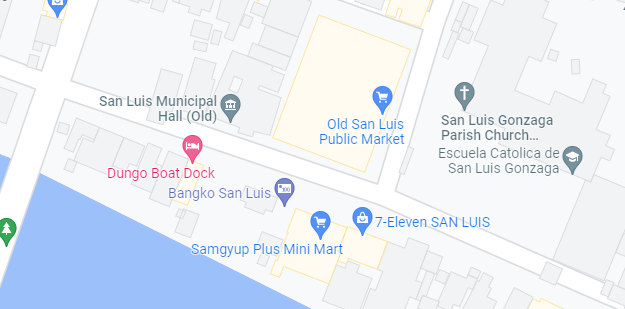 San Luis Municipal
Hall (Old)
Old San Luis
Public Market
San Luis Gonzaga
Parish Church...
Escuela Catolica de
San Luis Gonzaga
Dungo Boat Dock
Bangko San Luis
7-Eleven SAN LUIS
Samgyup Plus Mini Mart